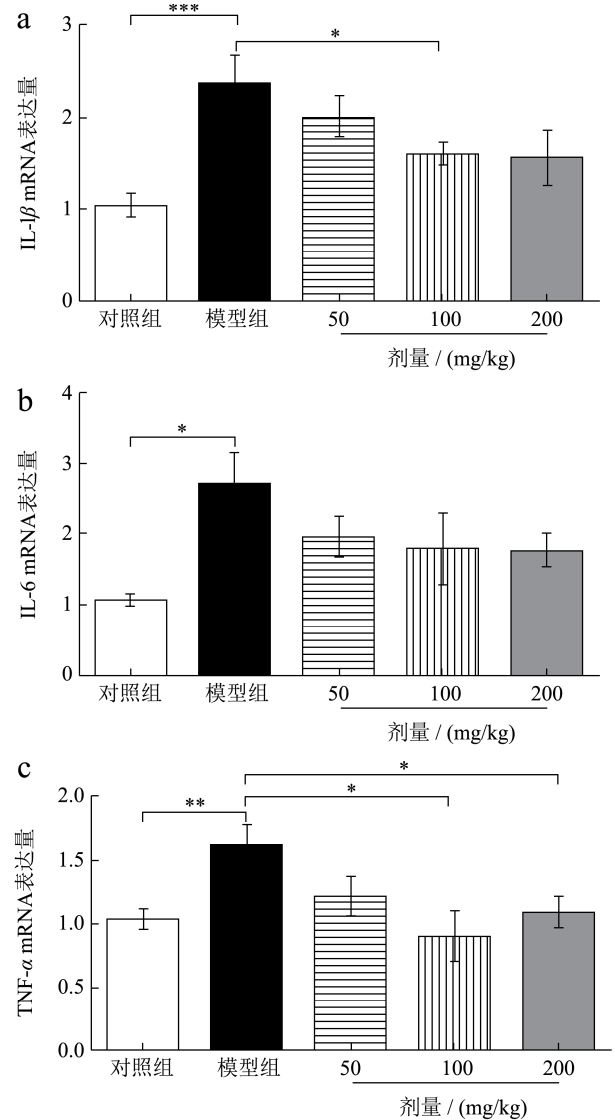 a
***
*
3
2
1
0
IL-1β mRNA表达量
对照组 模型组 50 100 200
剂量 / (mg/kg)
b
*
4
3
2
1
0
IL-6 mRNA表达量
对照组 模型组 50 100 200
剂量 / (mg/kg)
c
*
*
**
2.0
1.5
1.0
0.5
0.0
TNF-α mRNA表达量
对照组 模型组 50 100 200
剂量 / (mg/kg)